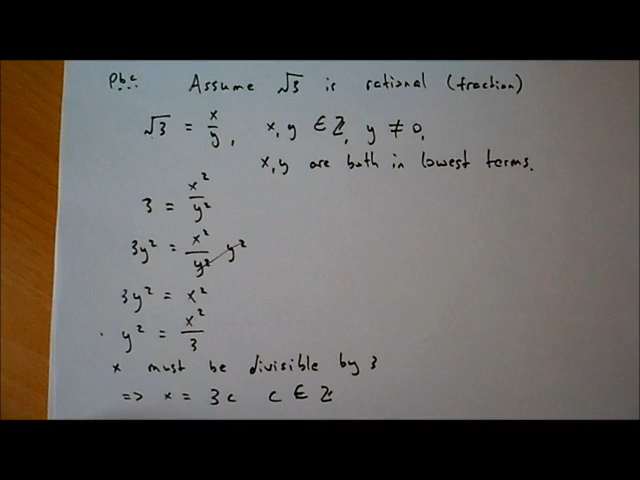 P.b.c. Assume √3 is rational (fraction)
√3 = x/y, x, y ∈ ℤ, y ≠ 0,
x, y are both in lowest terms.
3 = x²/y²
3y² = x²/y² y²
3y² = x²
y² = x²/3
x must be divisible by 3
=> x = 3c c ∈ ℤ